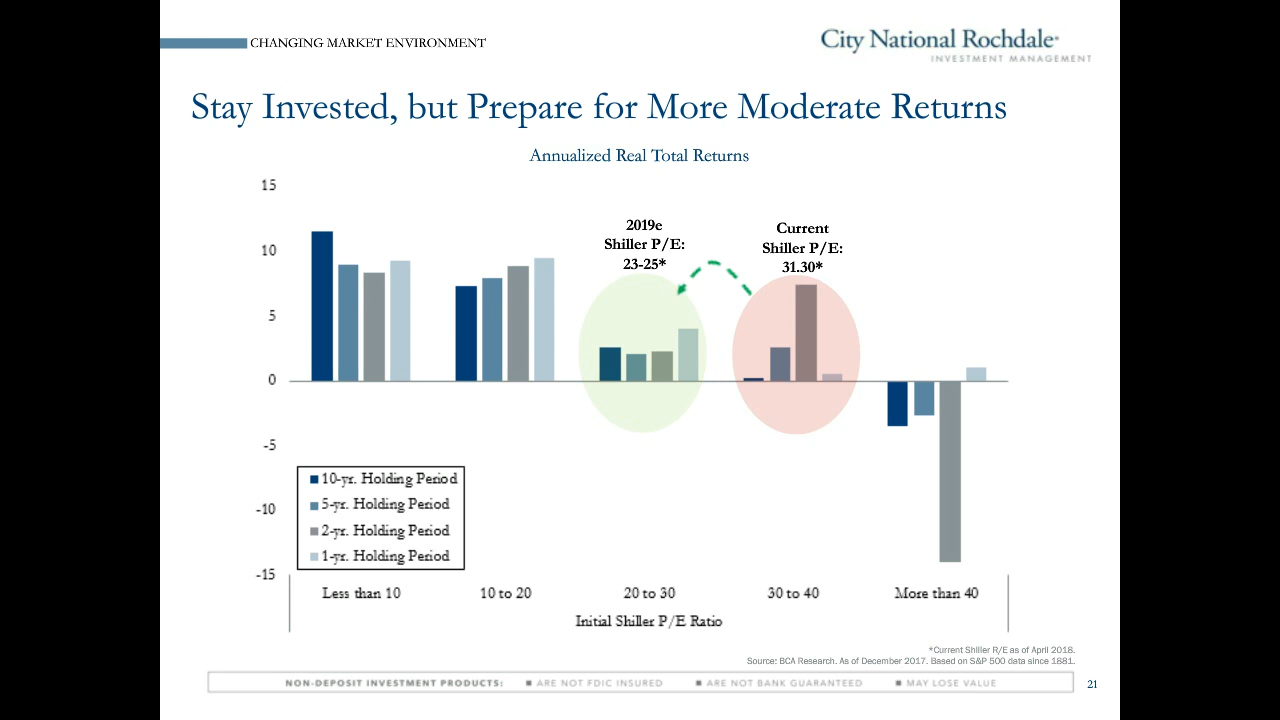 CHANGING MARKET ENVIRONMENT
City National Rochdale
INVESTMENT MANAGEMENT
Stay Invested, but Prepare for More Moderate Returns
Annualized Real Total Returns
15
10
5
0
-5
-10
-15
2019e
Shiller P/E:
23-25*
Current
Shiller P/E:
31.30*
10-yr. Holding Period
5-yr. Holding Period
2-yr. Holding Period
1-yr. Holding Period
Less than 10
10 to 20
20 to 30
30 to 40
More than 40
Initial Shiller P/E Ratio
*Current Shiller R/E as of April 2018.
Source: BCA Research. As of December 2017. Based on S&P 500 data since 1881.
NON-DEPOSIT INVESTMENT PRODUCTS: ■ ARE NOT FDIC INSURED ■ ARE NOT BANK GUARANTEED ■ MAY LOSE VALUE
21